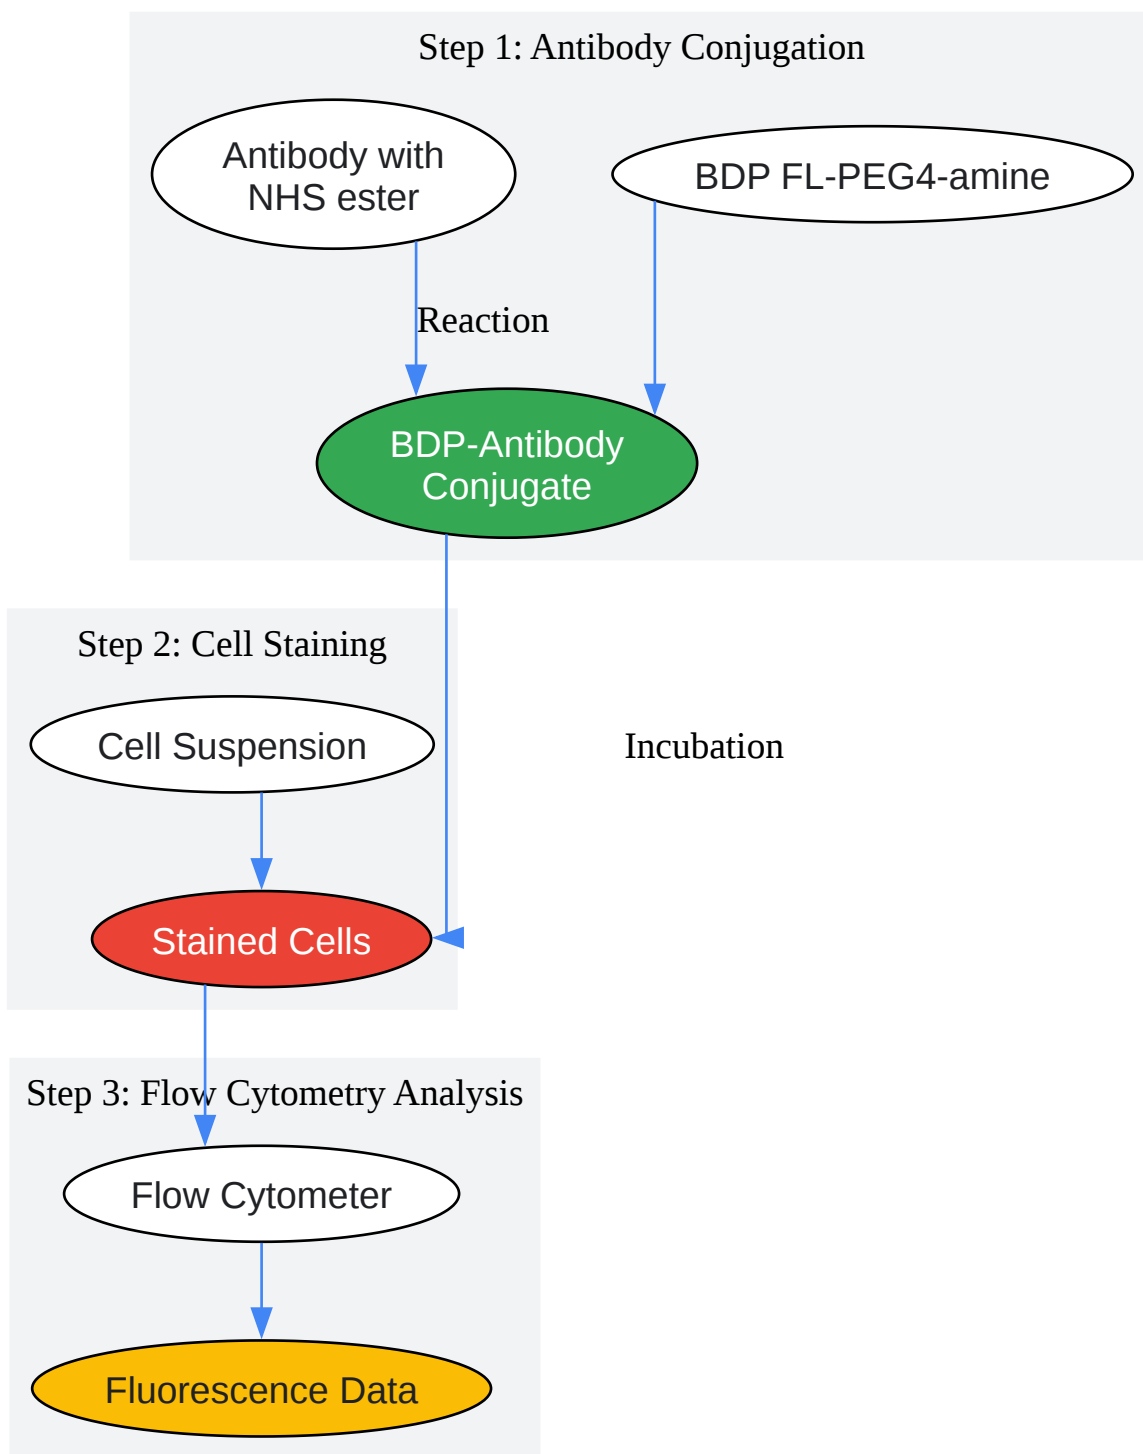 Step 1: Antibody Conjugation
Antibody with
NHS ester
BDP FL-PEG4-amine
Reaction
BDP-Antibody
Conjugate
Step 2: Cell Staining
Cell Suspension
Incubation
Stained Cells
Step 3: Flow Cytometry Analysis
Flow Cytometer
Fluorescence Data